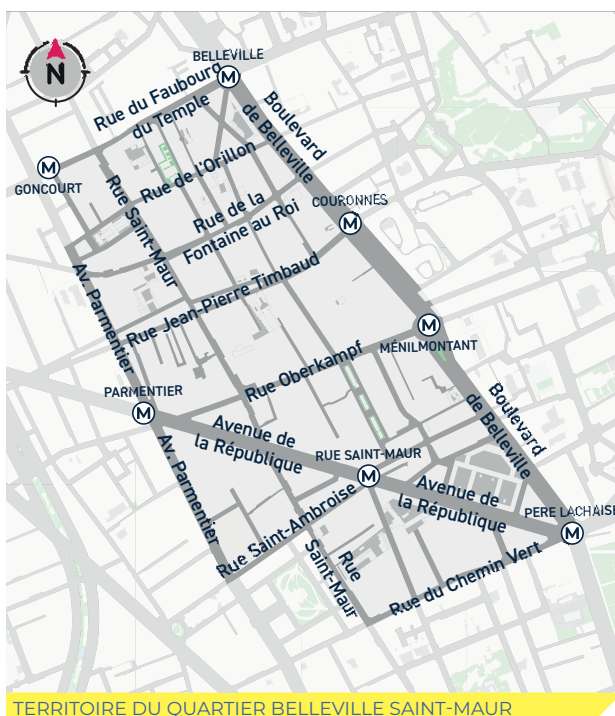 N
BELLEVILLE
M
Rue du Faubourg
du Temple
Boulevard
de Belleville
M
GONCOURT
Rue de l'Orillon
Rue Saint-Maur
Rue de la
Fontaine au Roi
COURONNES
M
Av. Parmentier
Rue Jean-Pierre Timbaud
M
MÉNILMONTANT
Rue Oberkampf
PARMENTIER
M
Boulevard
de Belleville
Avenue de
la République
RUE SAINT-MAUR
M
Av. Parmentier
Avenue de
la République
Rue Saint-Ambroise
PERE LACHAISE
M
Rue
Saint-Maur
Rue du Chemin Vert
TERRITOIRE DU QUARTIER BELLEVILLE SAINT-MAUR